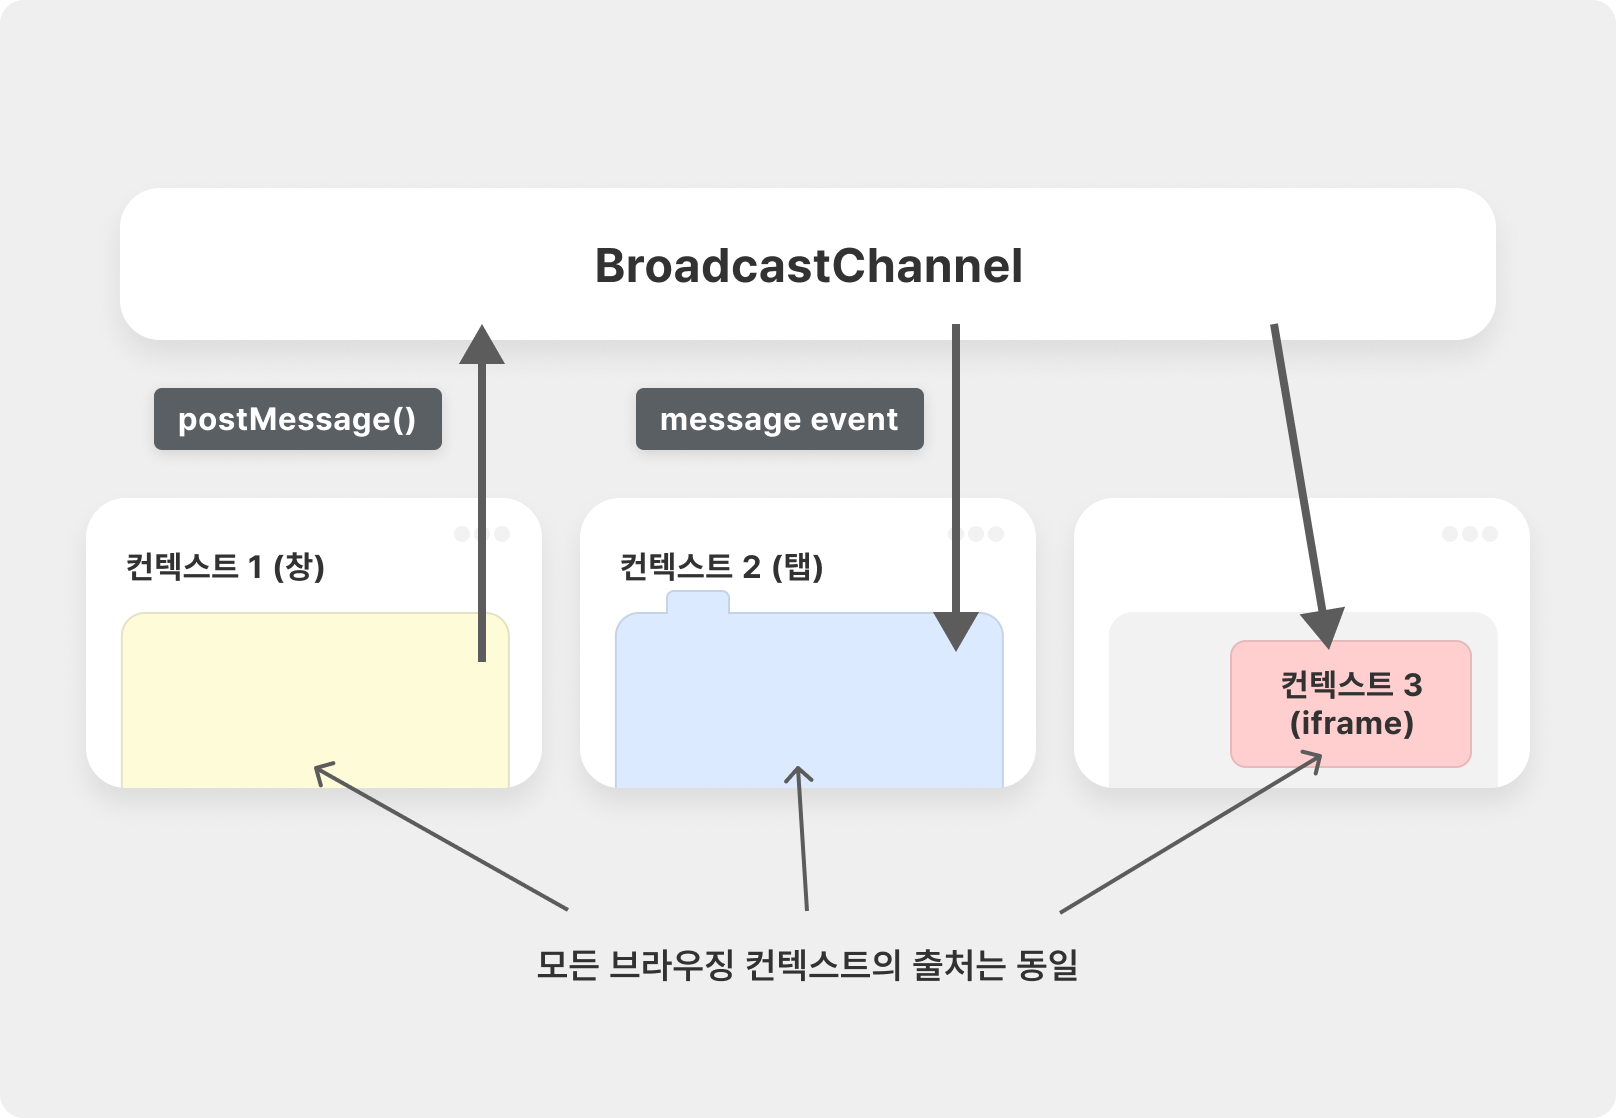 BroadcastChannel
postMessage()
message event
컨텍스트 1 (창)
컨텍스트 2 (탭)
컨텍스트 3
(iframe)
모든 브라우징 컨텍스트의 출처는 동일